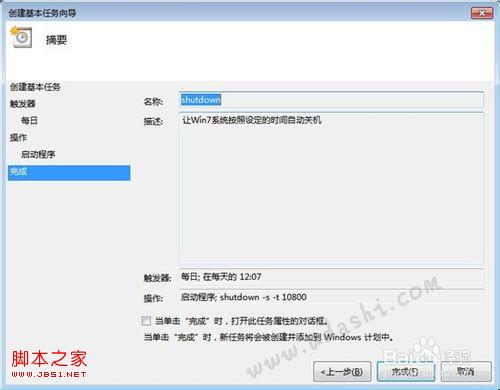 创建基本任务向导
摘要
创建基本任务
触发器
每日
操作
启动程序
完成
名称: shutdown
描述: 让Win7系统按照设定的时间自动关机
触发器: 每日; 在每天的 12:07
操作: 启动程序; shutdown -s -t 10800
当单击“完成”时，打开此任务属性的对话框。
当单击“完成”时，新任务将会被创建并添加到 Windows 计划中。
<上一步(B)
完成(F)
取消
脚本之家
www.JB51.NET
www.udashi.com
Baidu经验